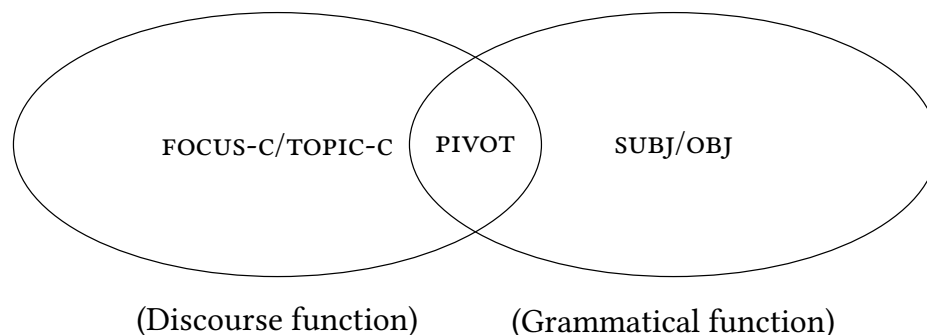 FOCUS-C/TOPIC-C PIVOT SUBJ/OBJ
(Discourse function) (Grammatical function)